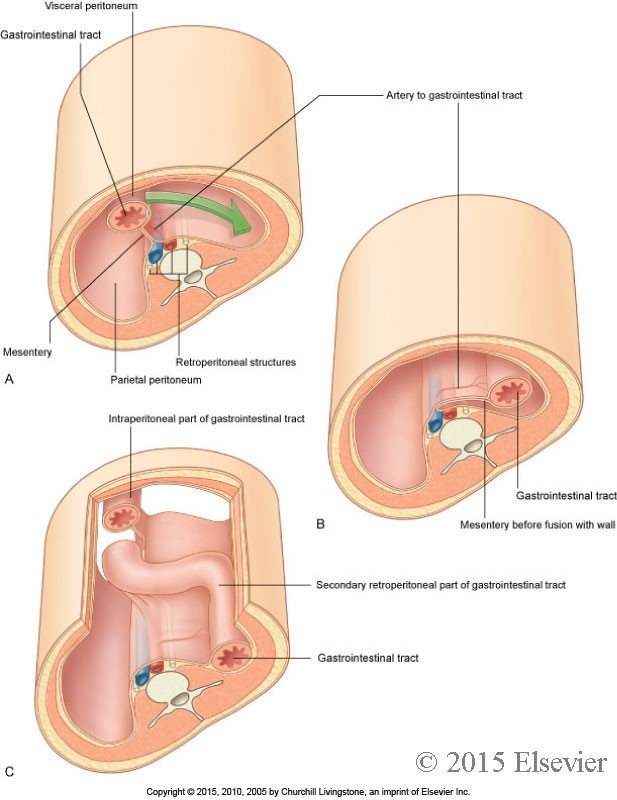 Visceral peritoneum
Gastrointestinal tract
Artery to gastrointestinal tract
Mesentery
Retroperitoneal structures
A
Parietal peritoneum
Intraperitoneal part of gastrointestinal tract
Gastrointestinal tract
B
Mesentery before fusion with wall
Secondary retroperitoneal part of gastrointestinal tract
Gastrointestinal tract
C
© 2015 Elsevier
Copyright © 2015, 2010, 2005 by Churchill Livingstone, an imprint of Elsevier Inc.